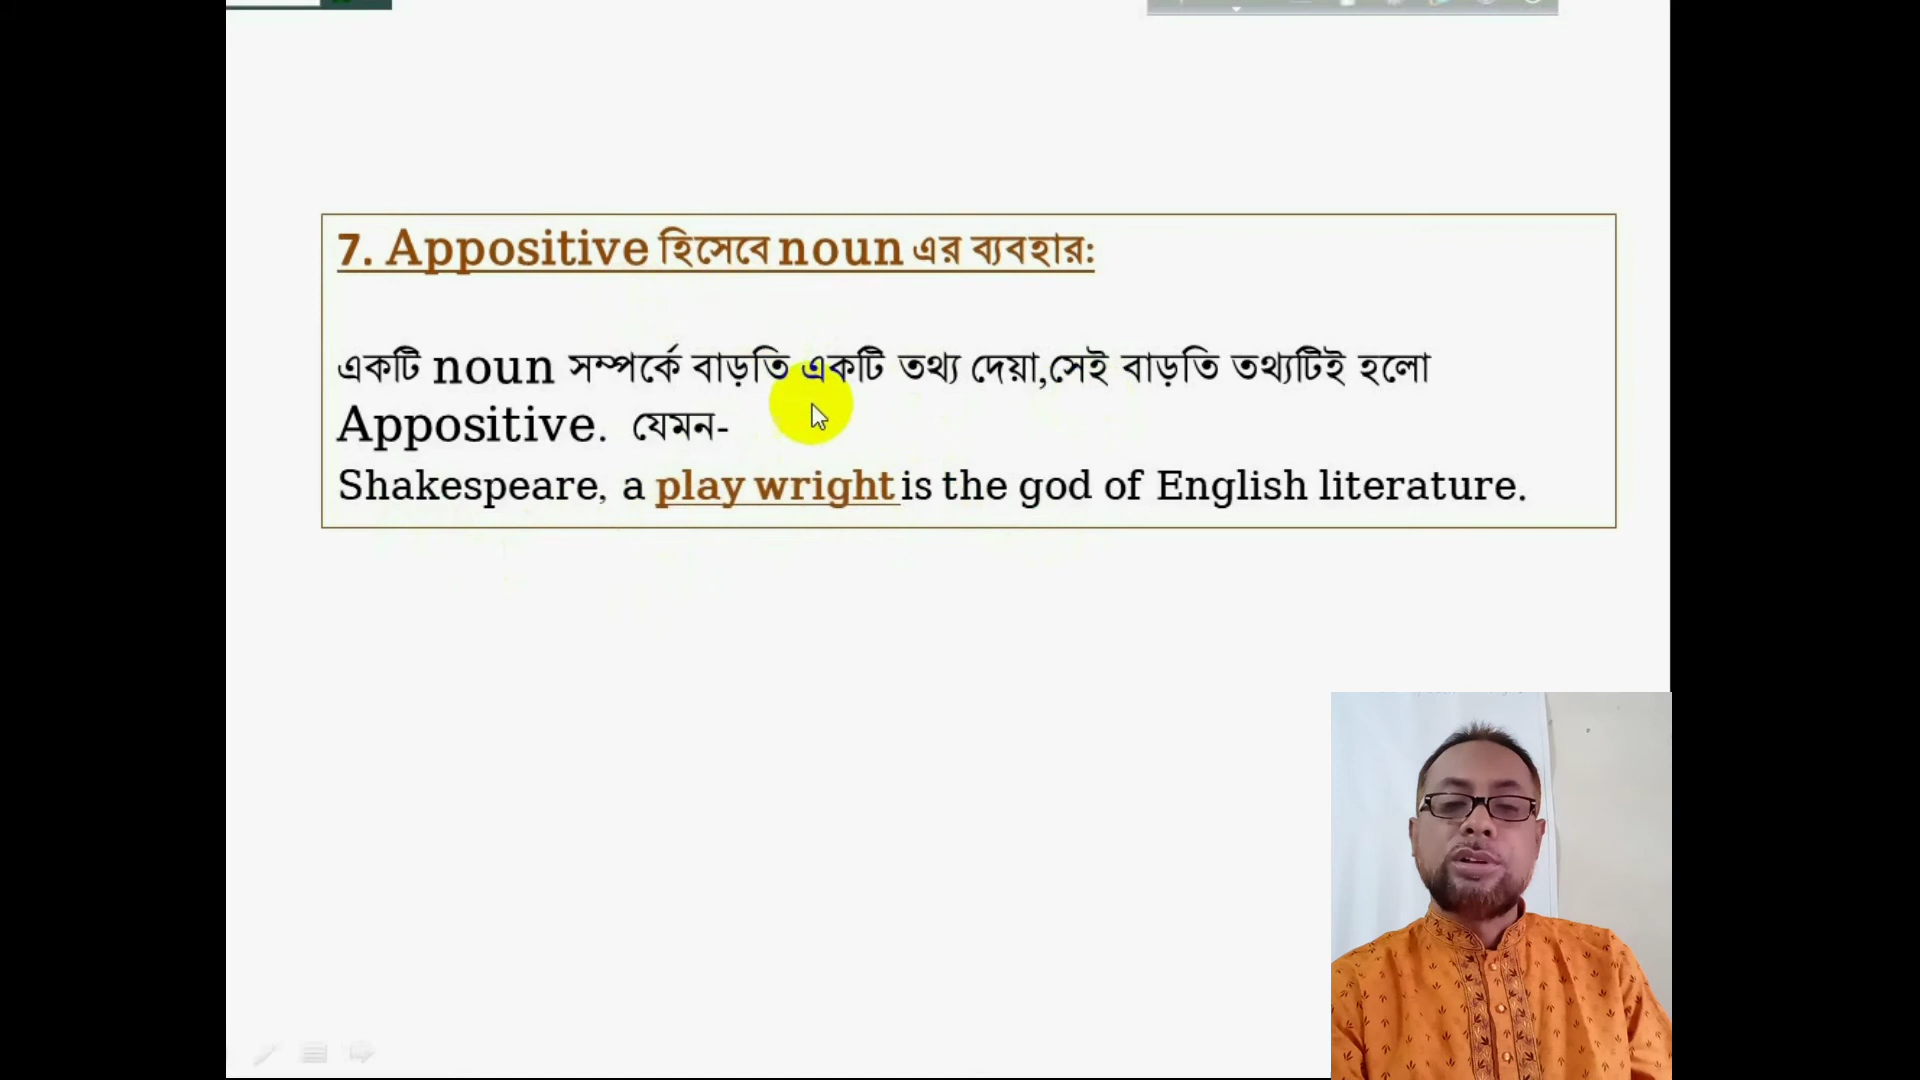 7. Appositive হিসেবে noun এর ব্যবহার:
একটি noun সম্পর্কে বাড়তি একটি তথ্য দেয়া,সেই বাড়তি তথ্যটিই হলো
Appositive. যেমন-
Shakespeare, a play wright is the god of English literature.